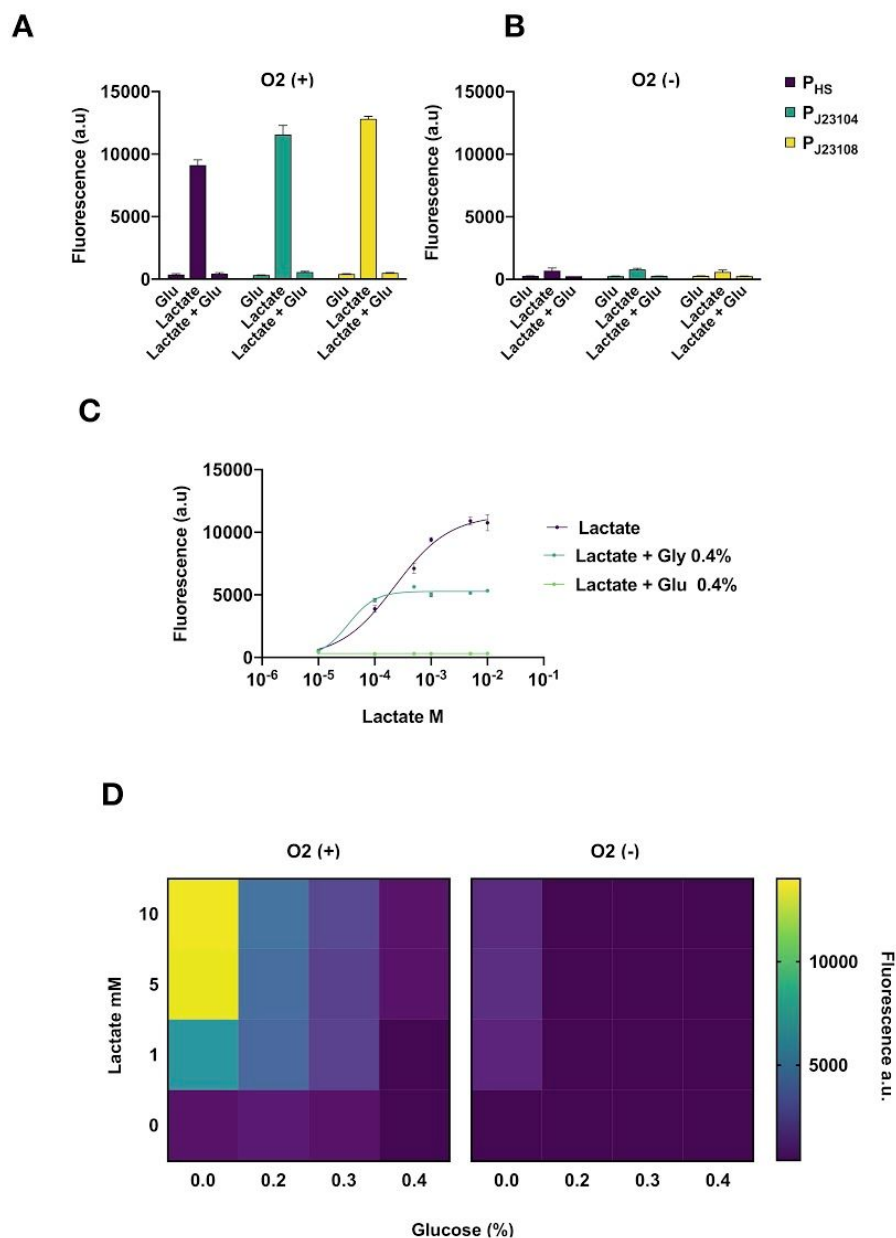 A
B
O2 (+)
O2 (-)
Fluorescence (a.u)
15000
10000
5000
0
Glu
Lactate
Lactate + Glu
Glu
Lactate
Lactate + Glu
Glu
Lactate
Lactate + Glu
Fluorescence (a.u)
15000
10000
5000
0
Glu
Lactate
Lactate + Glu
Glu
Lactate
Lactate + Glu
Glu
Lactate
Lactate + Glu
PHS
PJ23104
PJ23108
C
Fluorescence (a.u)
15000
10000
5000
0
10-6 10-5 10-4 10-3 10-2 10-1
Lactate M
Lactate
Lactate + Gly 0.4%
Lactate + Glu 0.4%
D
O2 (+)
O2 (-)
Lactate mM
10
5
1
0
0.0 0.2 0.3 0.4
0.0 0.2 0.3 0.4
Glucose (%)
10000
5000
Fluorescence a.u.